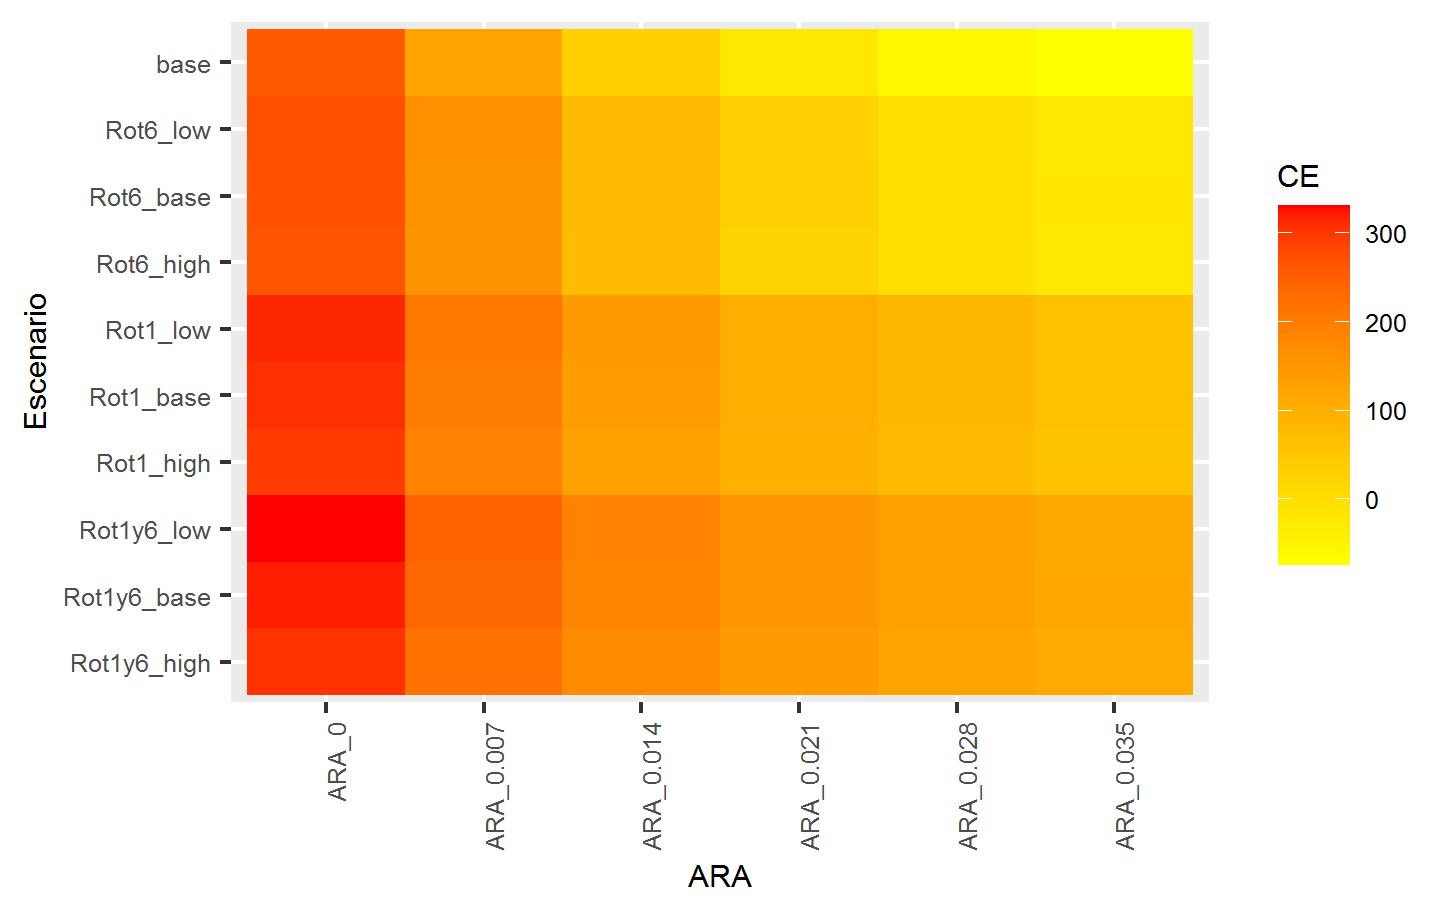 Escenario
base
Rot6_low
Rot6_base
Rot6_high
Rot1_low
Rot1_base
Rot1_high
Rot1y6_low
Rot1y6_base
Rot1y6_high
ARA_0
ARA_0.007
ARA_0.014
ARA_0.021
ARA_0.028
ARA_0.035
ARA
CE
300
200
100
0